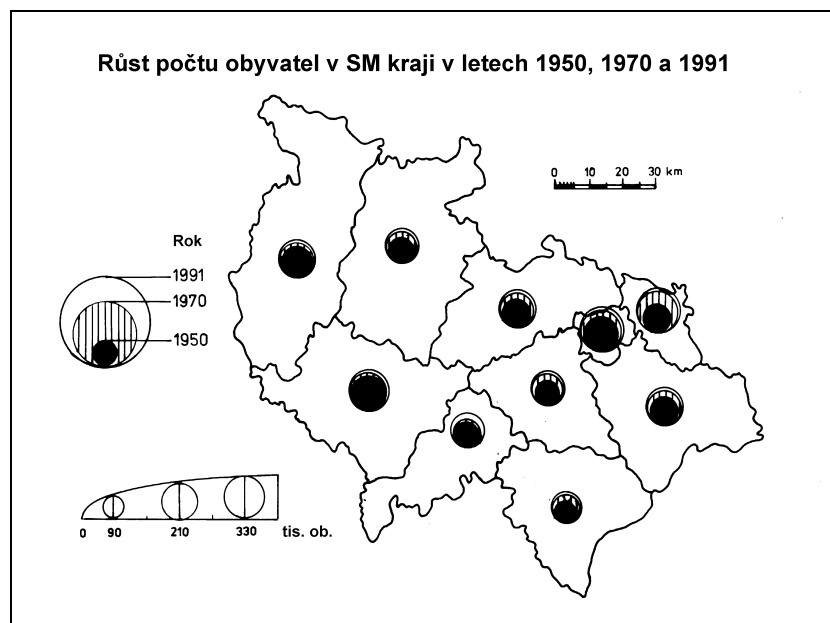 Růst počtu obyvatel v SM kraji v letech 1950, 1970 a 1991
0 10 20 30 km
Rok
1991
1970
1950
0 90 210 330 tis. ob.